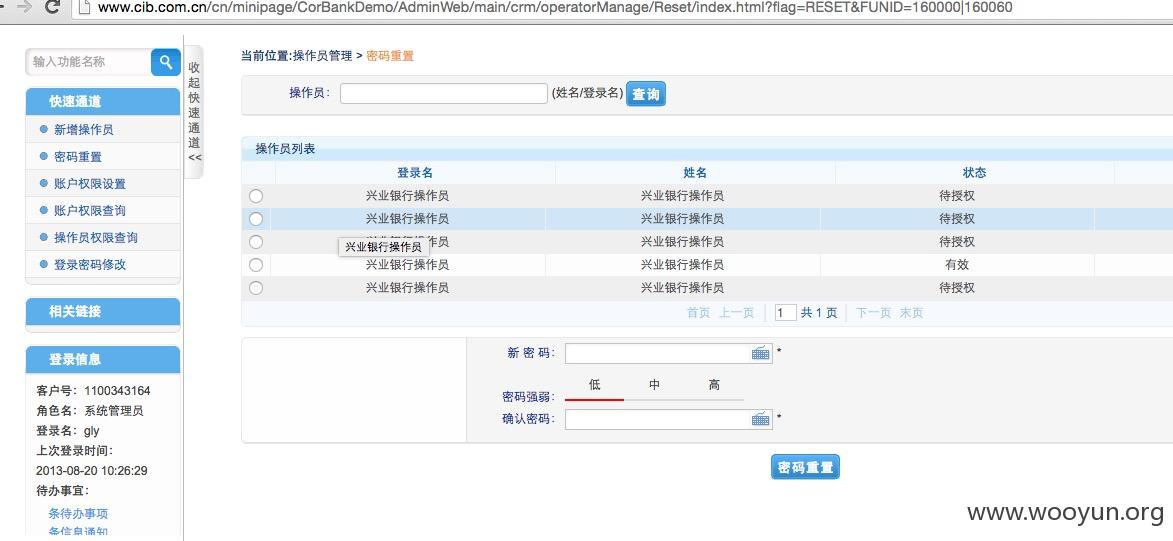 www.cib.com.cn/cn/minipage/CorBankDemo/AdminWeb/main/crm/operatorManage/Reset/index.html?flag=RESET&FUNID=160000|160060
输入功能名称
快速通道
新增操作员
密码重置
账户权限设置
账户权限查询
操作员权限查询
登录密码修改
相关链接
登录信息
客户号：1100343164
角色名：系统管理员
登录名：gly
上次登录时间：
2013-08-20 10:26:29
待办事宜：
条待办事项
条信息通知
收起快速通道<<
当前位置:操作员管理 > 密码重置
操作员： (姓名/登录名) 查询
操作员列表
登录名 姓名 状态
兴业银行操作员 兴业银行操作员 待授权
兴业银行操作员 兴业银行操作员 待授权
兴业银行操作员 待授权
兴业银行操作员
兴业银行操作员 兴业银行操作员 有效
兴业银行操作员 兴业银行操作员 待授权
首页 上一页 1 共 1 页 下一页 末页
新 密 码： *
密码强弱： 低 中 高
确认密码： *
密码重置
www.wooyun.org